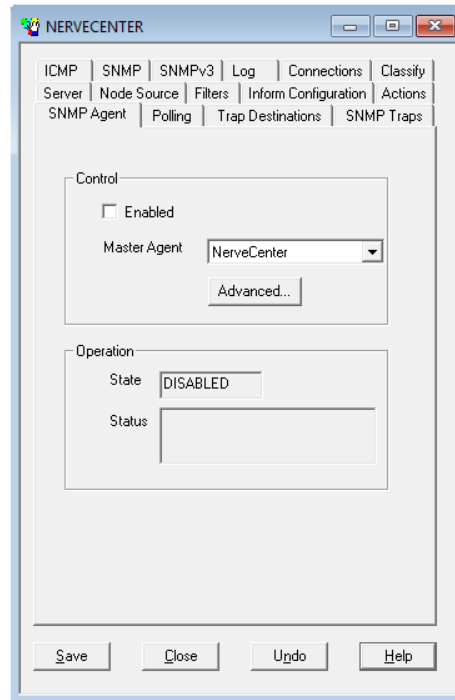 NERVECENTER
ICMP SNMP SNMPv3 Log Connections Classify
Server Node Source Filters Inform Configuration Actions
SNMP Agent Polling Trap Destinations SNMP Traps
Control
Enabled
Master Agent NerveCenter
Advanced...
Operation
State DISABLED
Status
Save Close Undo Help